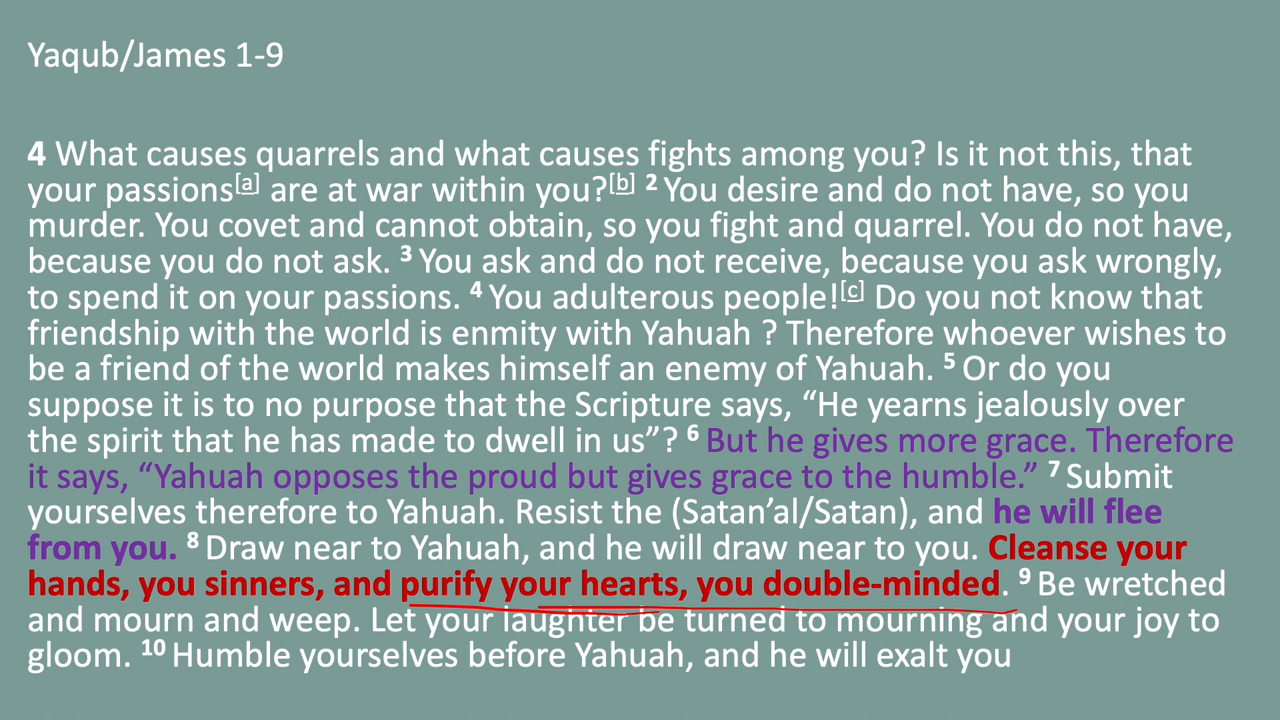 Yaqub/James 1-9
4 What causes quarrels and what causes fights among you? Is it not this, that
your passions[a] are at war within you?[b] 2 You desire and do not have, so you
murder. You covet and cannot obtain, so you fight and quarrel. You do not have,
because you do not ask. 3 You ask and do not receive, because you ask wrongly,
to spend it on your passions. 4 You adulterous people![c] Do you not know that
friendship with the world is enmity with Yahuah ? Therefore whoever wishes to
be a friend of the world makes himself an enemy of Yahuah. 5 Or do you
suppose it is to no purpose that the Scripture says, “He yearns jealously over
the spirit that he has made to dwell in us”? 6 But he gives more grace. Therefore
it says, “Yahuah opposes the proud but gives grace to the humble.” 7 Submit
yourselves therefore to Yahuah. Resist the (Satan’al/Satan), and he will flee
from you. 8 Draw near to Yahuah, and he will draw near to you. Cleanse your
hands, you sinners, and purify your hearts, you double-minded. 9 Be wretched
and mourn and weep. Let your laughter be turned to mourning and your joy to
gloom. 10 Humble yourselves before Yahuah, and he will exalt you